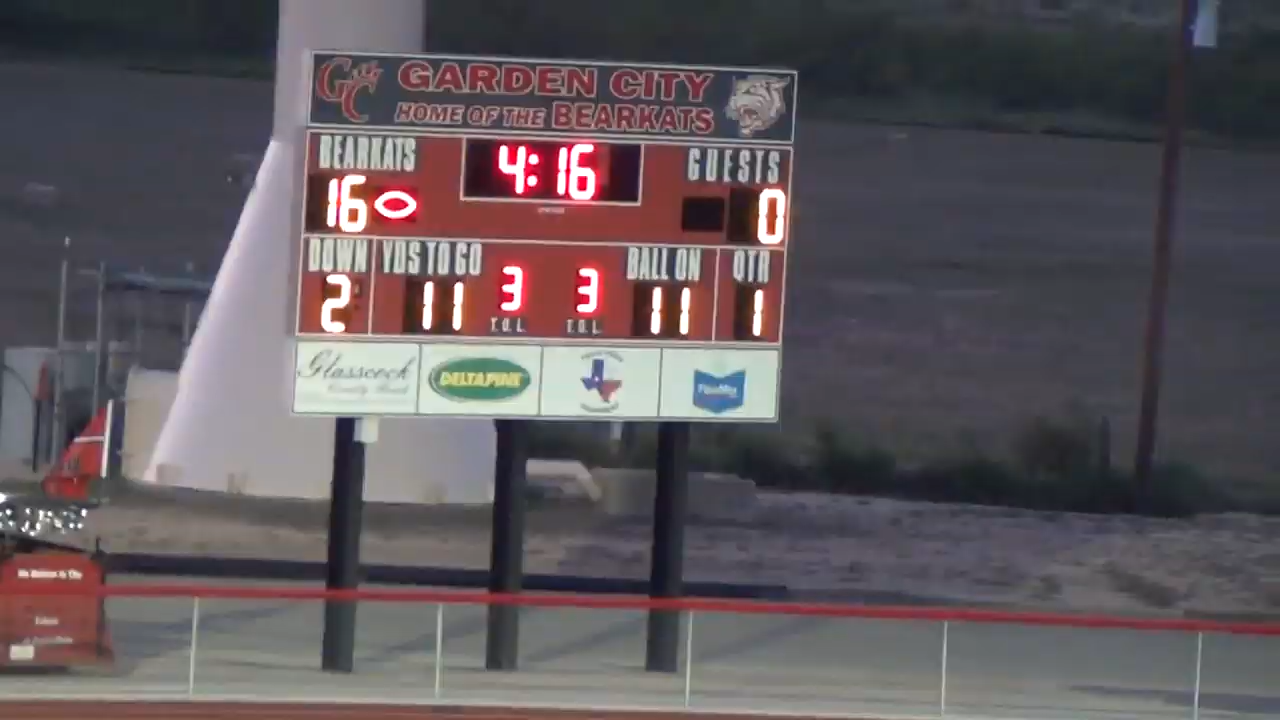 GC GARDEN CITY
HOME OF THE BEARKATS
BEARKATS 4:16 GUESTS
16 0
DOWN YDS TO GO BALL ON QTR
2 11 3 3 11 1
T.O.L. T.O.L.
Glasscock DELTAPINE